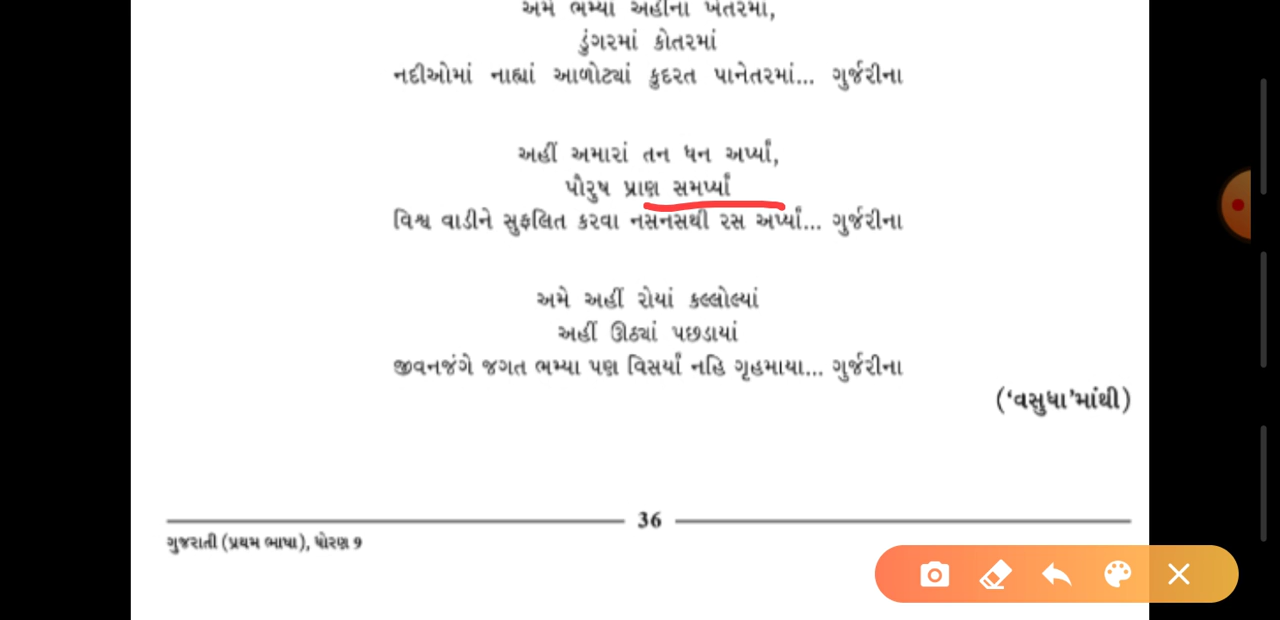 અમે ભમ્યા અહીંના ખેતરમાં,
ડુંગરમાં કોતરમાં
નદીઓમાં નાહ્યાં આળોટ્યાં કુદરત પાનેતરમાં... ગુર્જરીના
અહીં અમારાં તન ધન અર્પ્યાં,
પૌરુષ પ્રાણ સમર્પ્યાં
વિશ્વ વાડીને સુફલિત કરવા નસનસથી રસ અર્પ્યાં... ગુર્જરીના
અમે અહીં રોયાં કલ્લોલ્યાં
અહીં ઊઠ્યાં પછડાયાં
જીવનજંગે જગત ભમ્યા પણ વિસર્યાં નહિ ગૃહમાયા... ગુર્જરીના
(‘વસુધા’માંથી)
36
ગુજરાતી (પ્રથમ ભાષા), ધોરણ 9